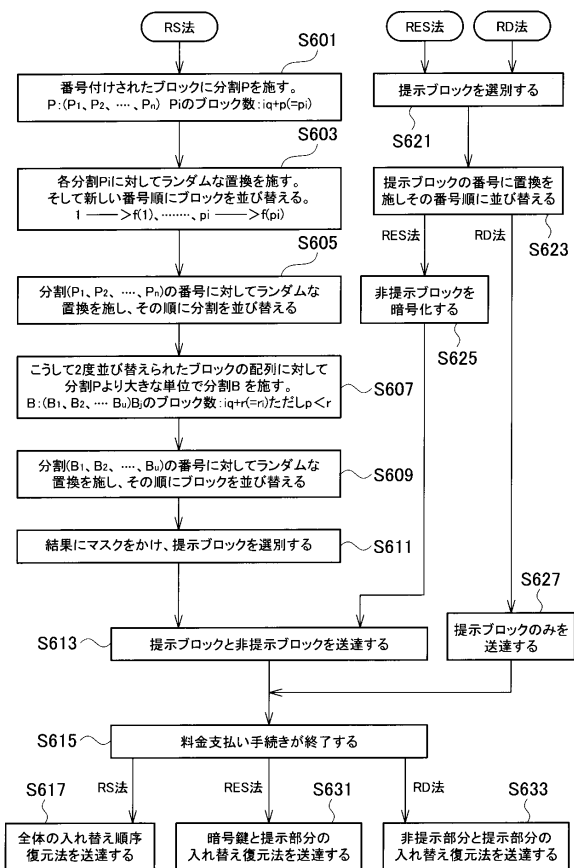 RS法
S601
番号付けされたブロックに分割Pを施す。
P:(P1、P2、‥‥、Pn) Piのブロック数:iq+p(=pi)
S603
各分割Piに対してランダムな置換を施す。
そして新しい番号順にブロックを並び替える。
1 ——>f(1)、‥‥‥‥、pi ——>f(pi)
S605
分割(P1、P2、‥‥、Pn)の番号に対してランダムな
置換を施し、その順に分割を並び替える
こうして2度並び替えられたブロックの配列に対して
分割Pより大きな単位で分割Bを施す。
B:(B1、B2、‥‥ Bu)Bjのブロック数:iq+r(=ri)ただしp<r
S607
分割(B1、B2、‥‥、Bu)の番号に対してランダムな
置換を施し、その順にブロックを並び替える
S609
結果にマスクをかけ、提示ブロックを選別する
S611
RES法
RD法
提示ブロックを選別する
S621
提示ブロックの番号に置換を
施しその番号順に並び替える
S623
RES法
RD法
非提示ブロックを
暗号化する
S625
S613
提示ブロックと非提示ブロックを送達する
S627
提示ブロックのみを
送達する
S615
料金支払い手続きが終了する
S617
RS法
全体の入れ替え順序
復元法を送達する
RES法
S631
暗号鍵と提示部分の
入れ替え復元法を送達する
RD法
S633
非提示部分と提示部分の
入れ替え復元法を送達する